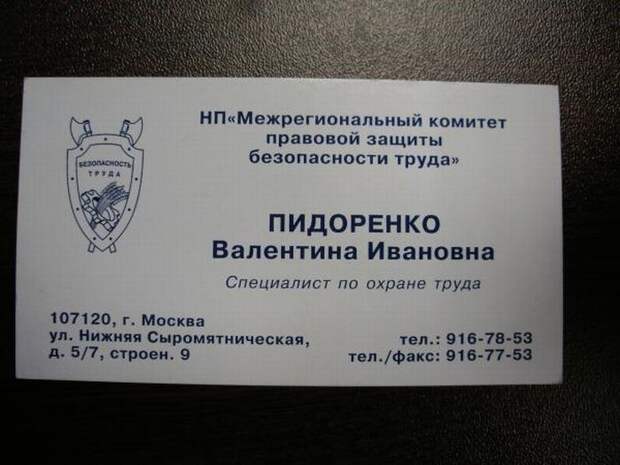 БЕЗОПАСНОСТЬ
ТРУДА
НП«Межрегиональный комитет
правовой защиты
безопасности труда»
ПИДОРЕНКО
Валентина Ивановна
Специалист по охране труда
107120, г. Москва
ул. Нижняя Сыромятническая,
д. 5/7, строен. 9
тел.: 916-78-53
тел./факс: 916-77-53